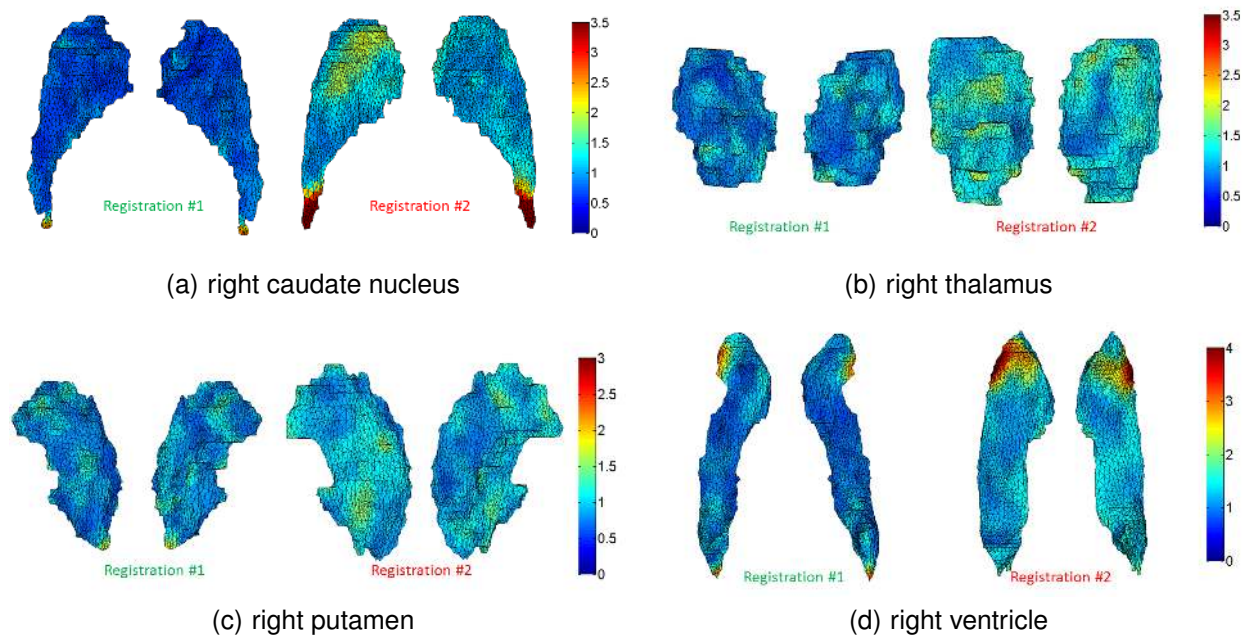 3.5
3
2.5
2
1.5
1
0.5
0
Registration #1
Registration #2
(a) right caudate nucleus
3.5
3
2.5
2
1.5
1
0.5
0
Registration #1
Registration #2
(b) right thalamus
3
2.5
2
1.5
1
0.5
0
Registration #1
Registration #2
(c) right putamen
4
3
2
1
0
Registration #1
Registration #2
(d) right ventricle